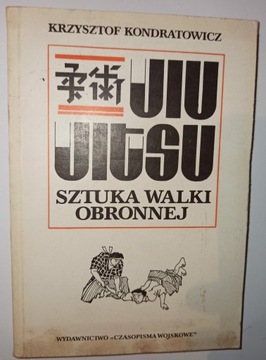 KRZYSZTOF KONDRATOWICZ
柔術 JIU
JITSU
SZTUKA WALKI
OBRONNEJ
WYDAWNICTWO „CZASOPISMA WOJSKOWE”